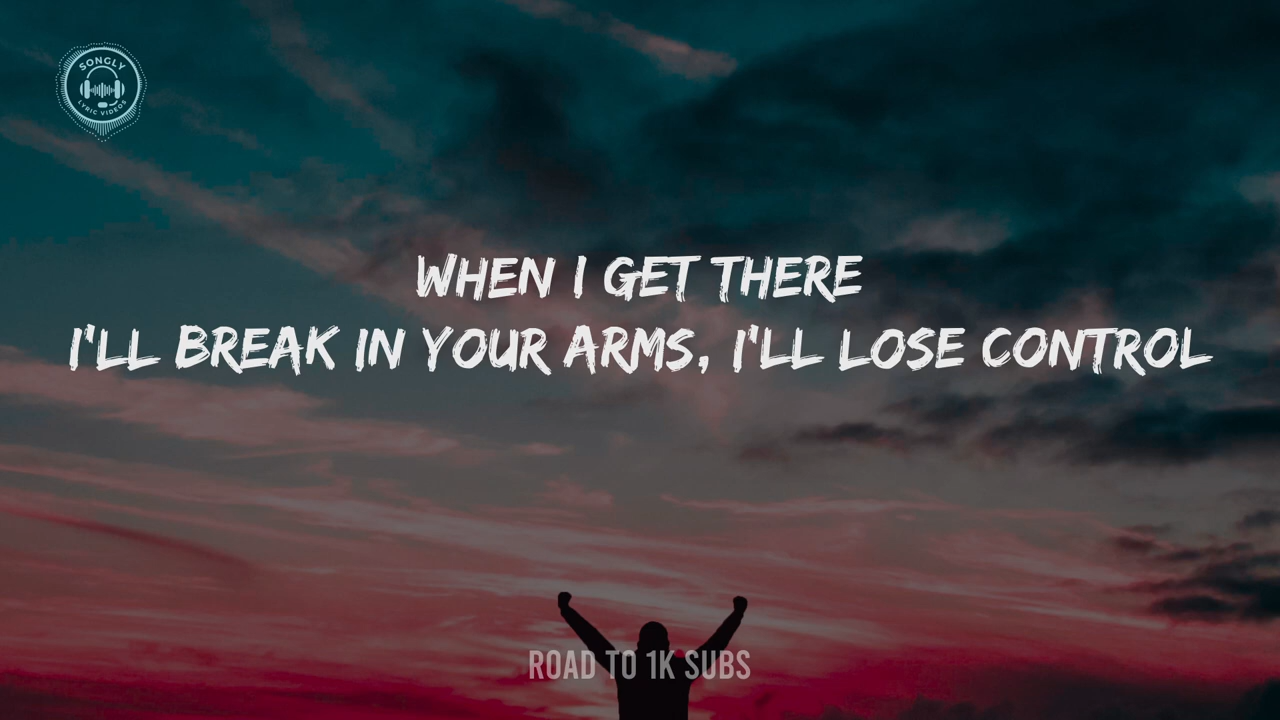 SONGLY
LYRIC VIDEOS
WHEN I GET THERE
I'LL BREAK IN YOUR ARMS, I'LL LOSE CONTROL
ROAD TO 1K SUBS